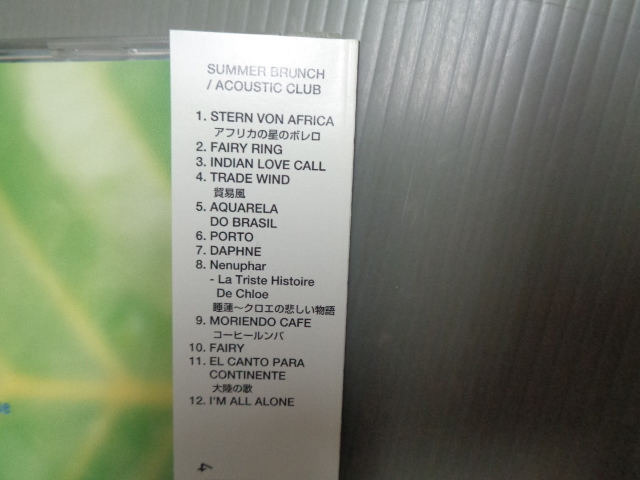 SUMMER BRUNCH
/ ACOUSTIC CLUB
1. STERN VON AFRICA
アフリカの星のボレロ
2. FAIRY RING
3. INDIAN LOVE CALL
4. TRADE WIND
貿易風
5. AQUARELA
DO BRASIL
6. PORTO
7. DAPHNE
8. Nenuphar
- La Triste Histoire
De Chloe
睡蓮～クロエの悲しい物語
9. MORIENDO CAFE
コーヒールンバ
10. FAIRY
11. EL CANTO PARA
CONTINENTE
大陸の歌
12. I'M ALL ALONE